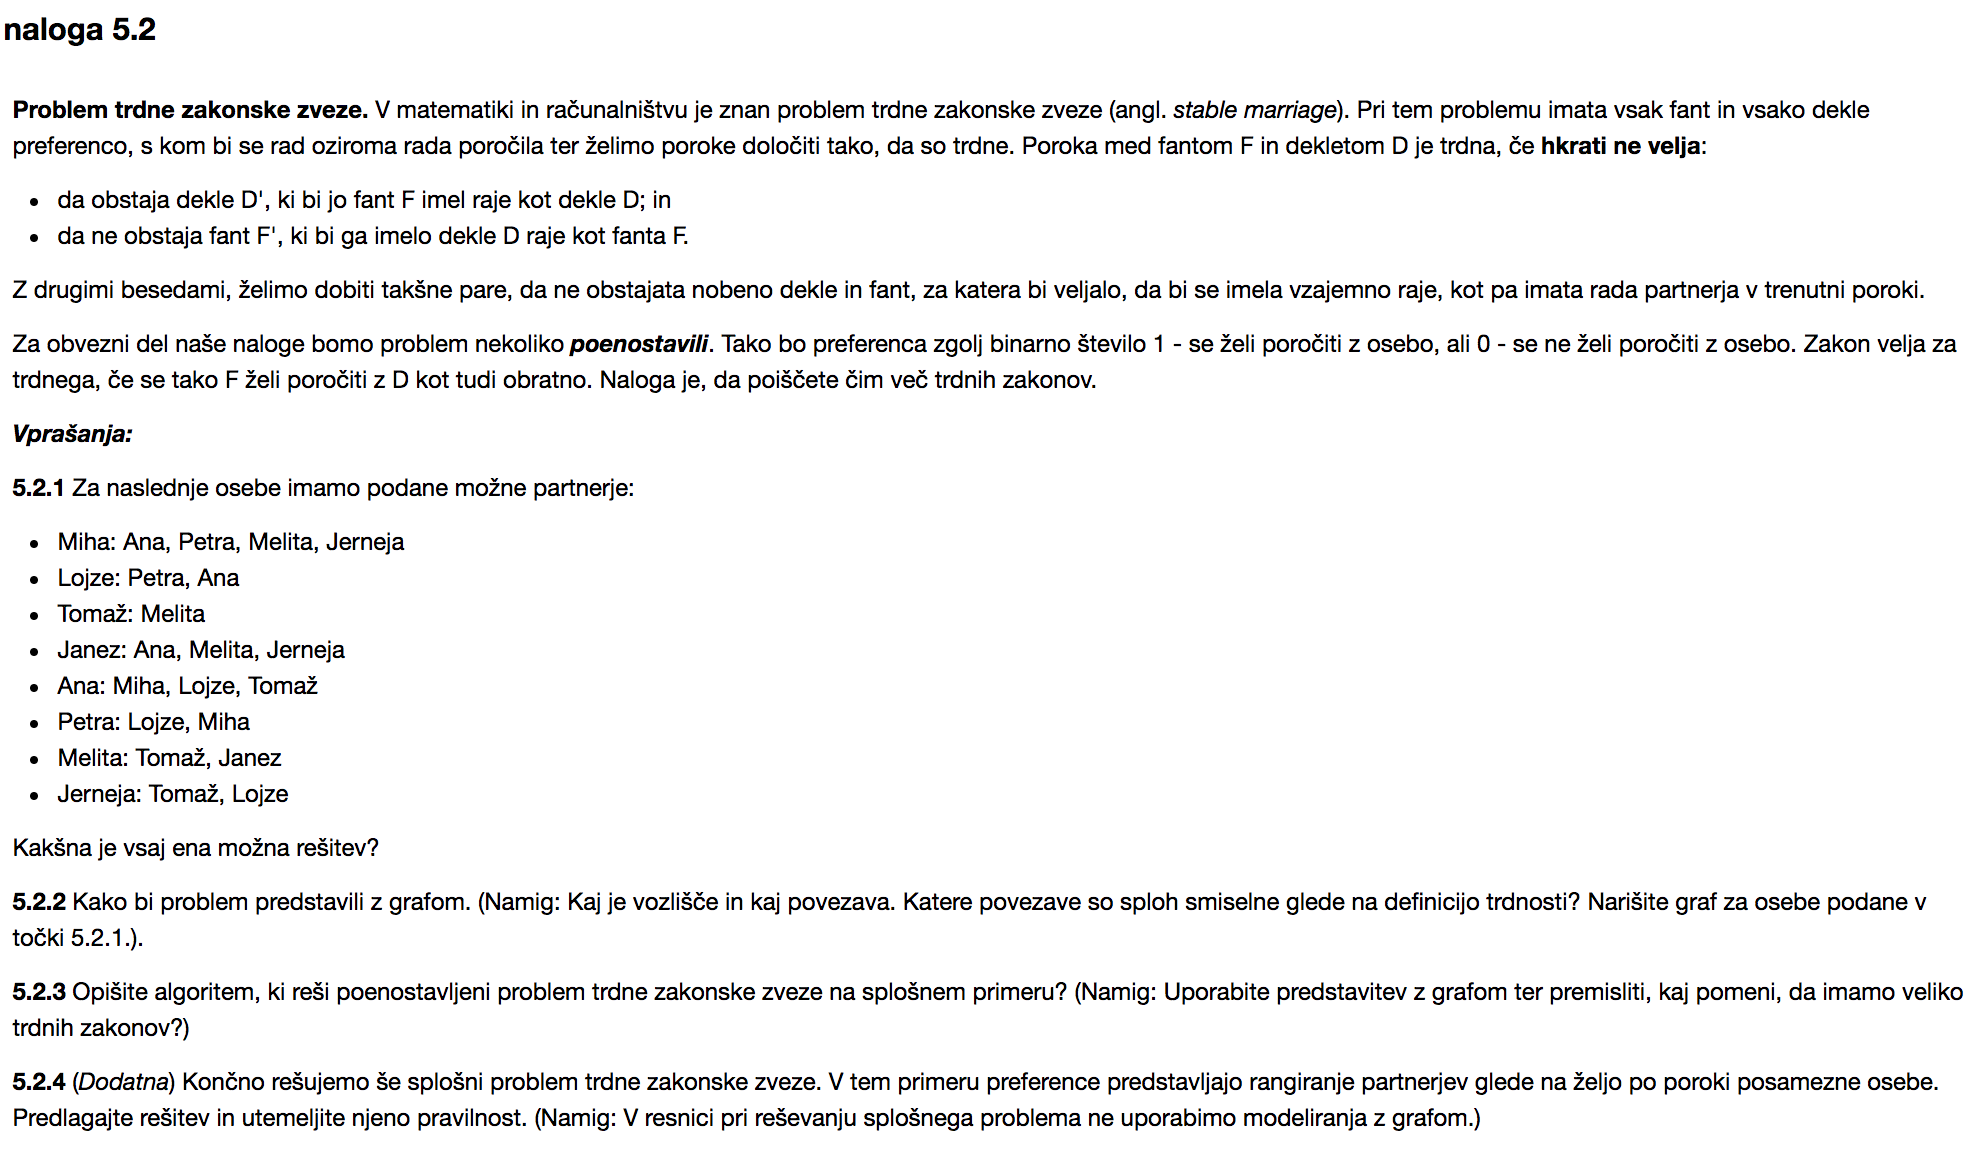 naloga 5.2
Problem trdne zakonske zveze. V matematiki in računalništvu je znan problem trdne zakonske zveze (angl. stable marriage). Pri tem problemu imata vsak fant in vsako dekle
preferenco, s kom bi se rad oziroma rada poročila ter želimo poroke določiti tako, da so trdne. Poroka med fantom F in dekletom D je trdna, če hkrati ne velja:
• da obstaja dekle D', ki bi jo fant F imel raje kot dekle D; in
• da ne obstaja fant F', ki bi ga imelo dekle D raje kot fanta F.
Z drugimi besedami, želimo dobiti takšne pare, da ne obstajata nobeno dekle in fant, za katera bi veljalo, da bi se imela vzajemno raje, kot pa imata rada partnerja v trenutni poroki.
Za obvezni del naše naloge bomo problem nekoliko poenostavili. Tako bo preferenca zgolj binarno število 1 - se želi poročiti z osebo, ali 0 - se ne želi poročiti z osebo. Zakon velja za
trdnega, če se tako F želi poročiti z D kot tudi obratno. Naloga je, da poiščete čim več trdnih zakonov.
Vprašanja:
5.2.1 Za naslednje osebe imamo podane možne partnerje:
• Miha: Ana, Petra, Melita, Jerneja
• Lojze: Petra, Ana
• Tomaž: Melita
• Janez: Ana, Melita, Jerneja
• Ana: Miha, Lojze, Tomaž
• Petra: Lojze, Miha
• Melita: Tomaž, Janez
• Jerneja: Tomaž, Lojze
Kakšna je vsaj ena možna rešitev?
5.2.2 Kako bi problem predstavili z grafom. (Namig: Kaj je vozlišče in kaj povezava. Katere povezave so sploh smiselne glede na definicijo trdnosti? Narišite graf za osebe podane v
točki 5.2.1.).
5.2.3 Opišite algoritem, ki reši poenostavljeni problem trdne zakonske zveze na splošnem primeru? (Namig: Uporabite predstavitev z grafom ter premisliti, kaj pomeni, da imamo veliko
trdnih zakonov?)
5.2.4 (Dodatna) Končno rešujemo še splošni problem trdne zakonske zveze. V tem primeru preference predstavljajo rangiranje partnerjev glede na željo po poroki posamezne osebe.
Predlagajte rešitev in utemeljite njeno pravilnost. (Namig: V resnici pri reševanju splošnega problema ne uporabimo modeliranja z grafom.)